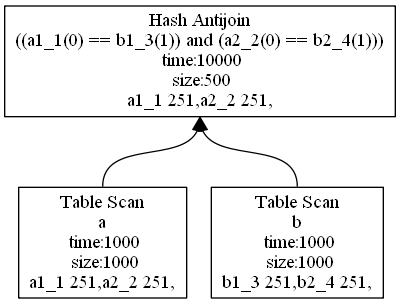 Hash Antijoin
((a1_1(0) == b1_3(1)) and (a2_2(0) == b2_4(1)))
time:10000
size:500
a1_1 251,a2_2 251,
Table Scan
a
time:1000
size:1000
a1_1 251,a2_2 251,
Table Scan
b
time:1000
size:1000
b1_3 251,b2_4 251,